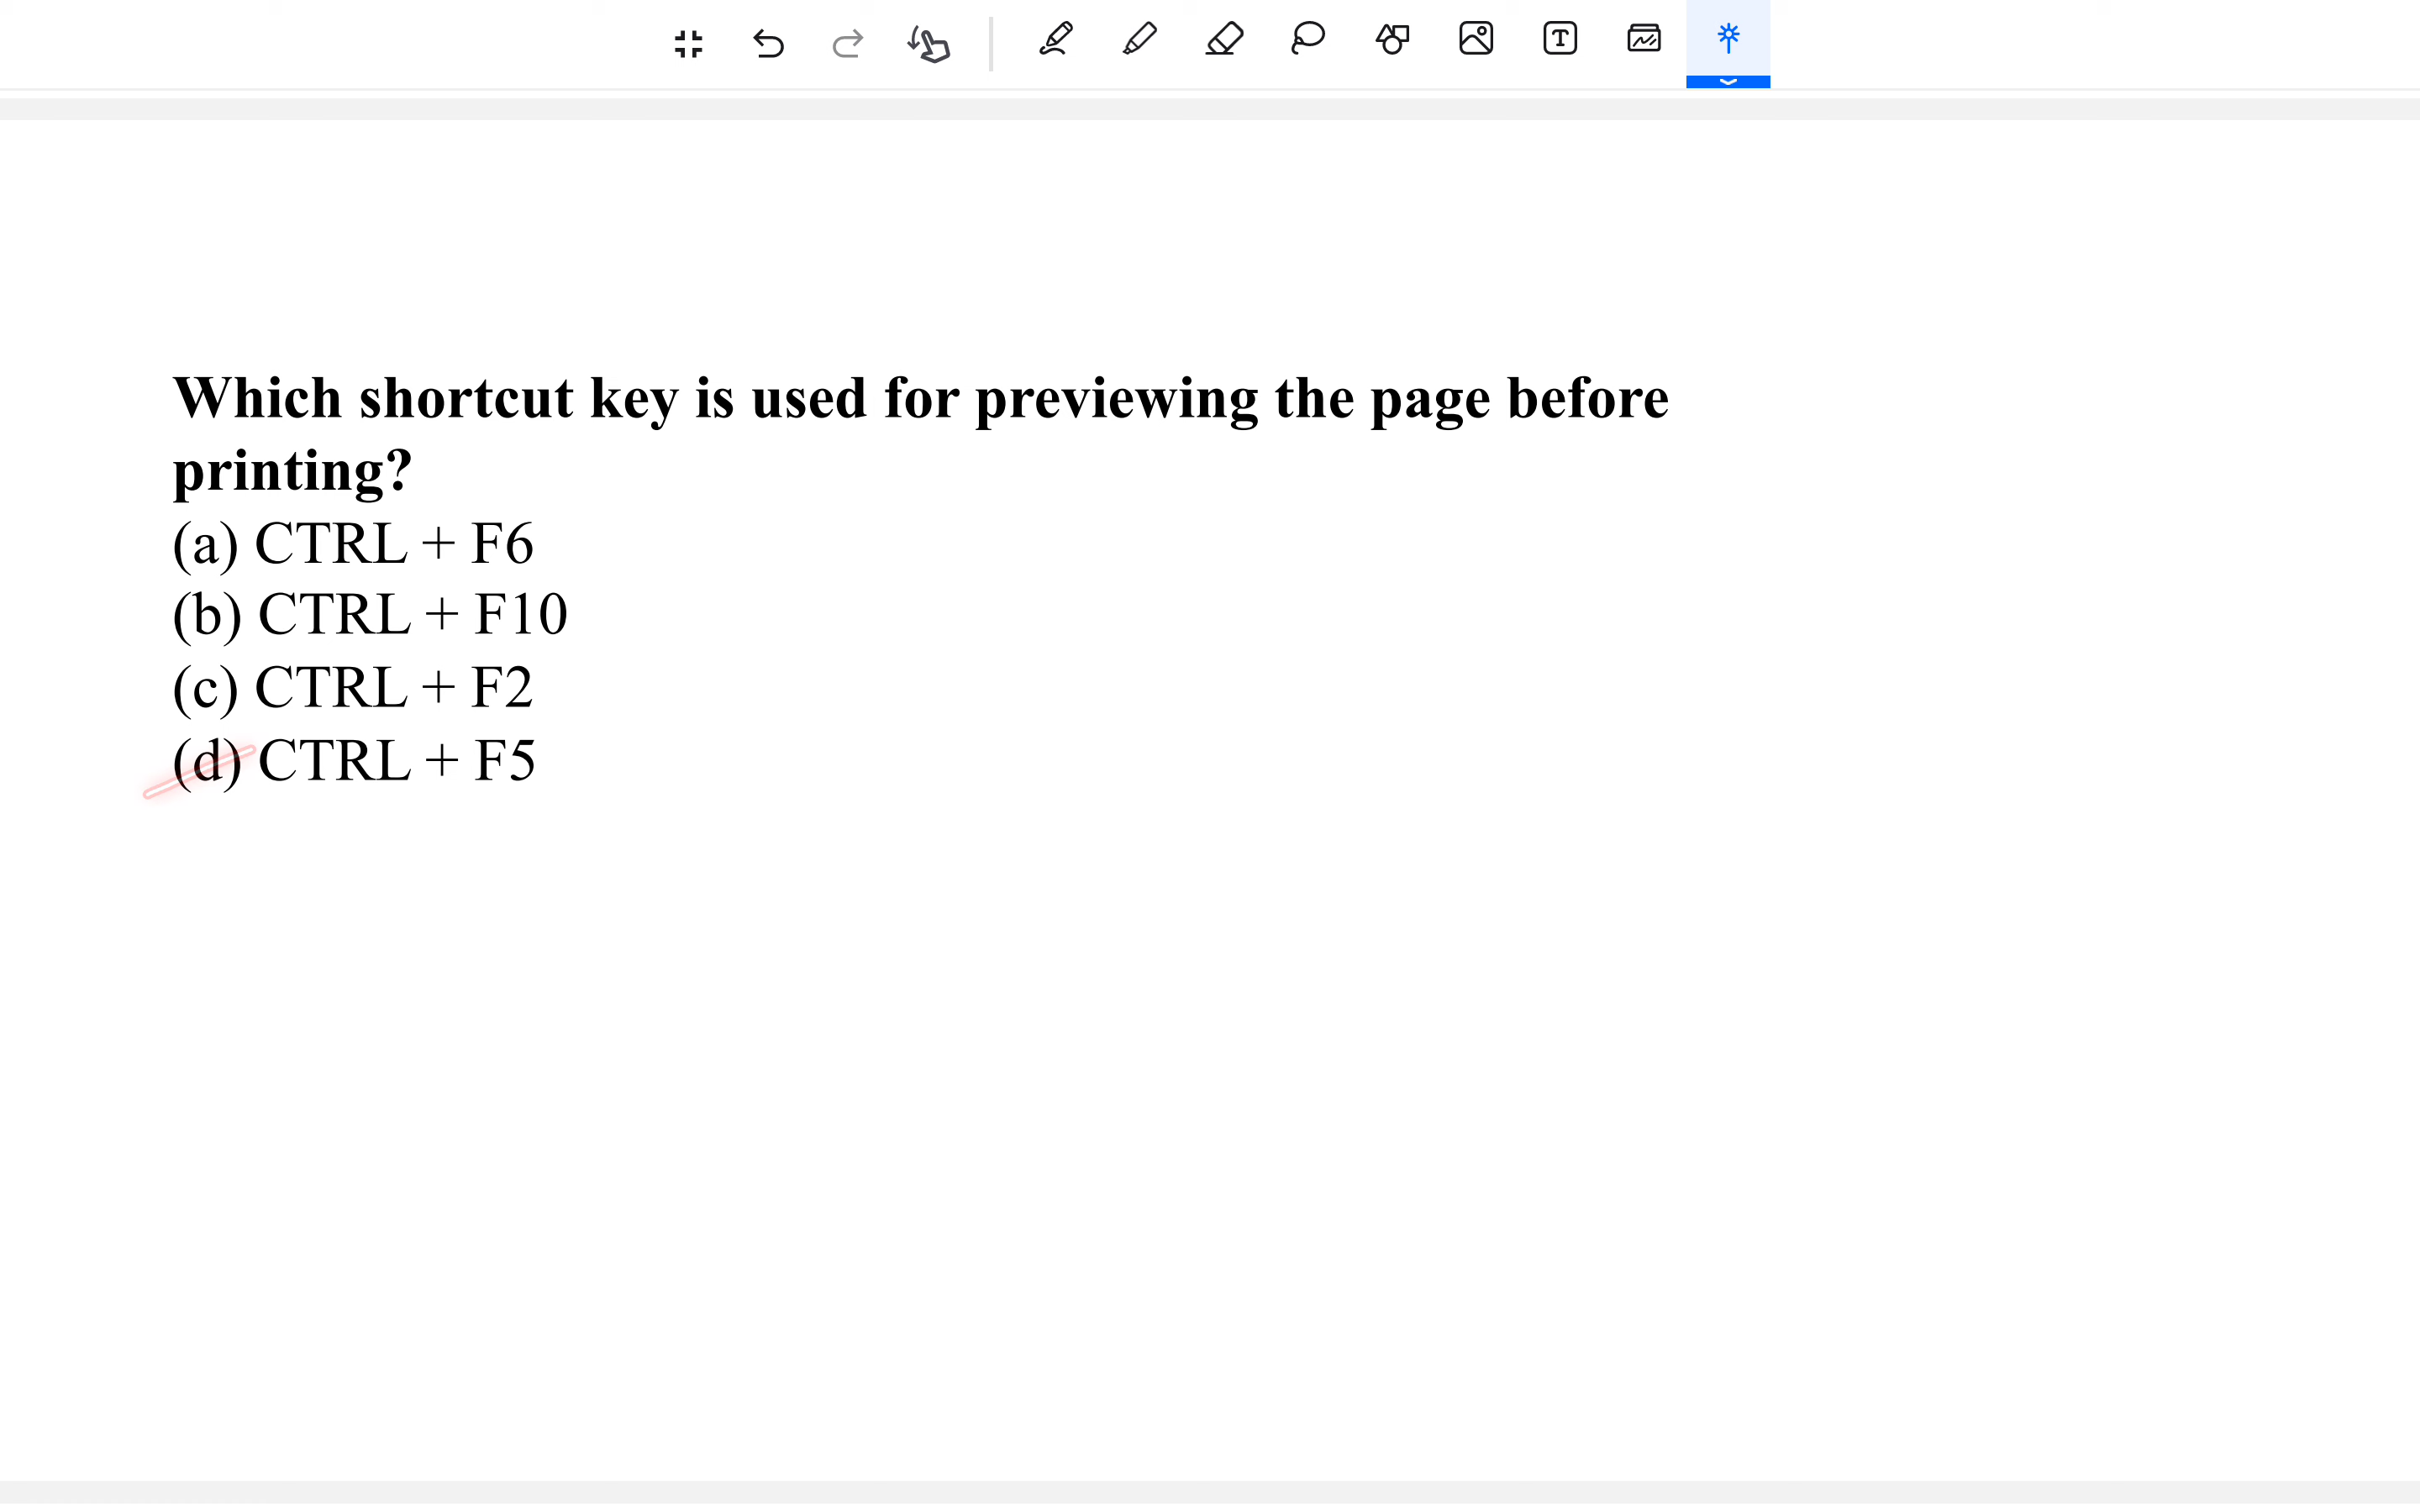 Which shortcut key is used for previewing the page before
printing?
(a) CTRL + F6
(b) CTRL + F10
(c) CTRL + F2
(d) CTRL + F5